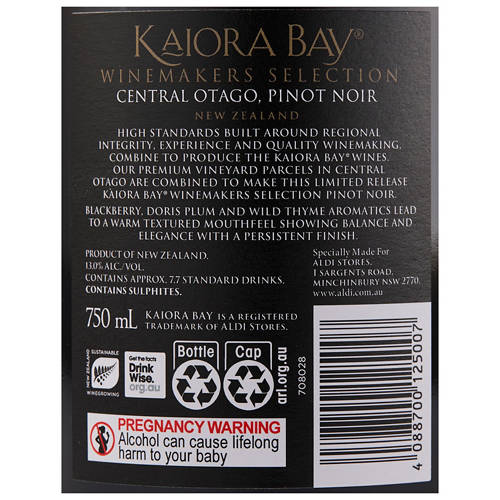 KAIORA BAY®
WINEMAKERS SELECTION
CENTRAL OTAGO, PINOT NOIR
NEW ZEALAND
HIGH STANDARDS BUILT AROUND REGIONAL
INTEGRITY, EXPERIENCE AND QUALITY WINEMAKING,
COMBINE TO PRODUCE THE KAIORA BAY® WINES.
OUR PREMIUM VINEYARD PARCELS IN CENTRAL
OTAGO ARE COMBINED TO MAKE THIS LIMITED RELEASE
KAIORA BAY® WINEMAKERS SELECTION PINOT NOIR.
BLACKBERRY, DORIS PLUM AND WILD THYME AROMATICS LEAD
TO A WARM TEXTURED MOUTHFEEL SHOWING BALANCE AND
ELEGANCE WITH A PERSISTENT FINISH.
PRODUCT OF NEW ZEALAND.
13.0% ALC./VOL.
CONTAINS APPROX. 7.7 STANDARD DRINKS.
CONTAINS SULPHITES.
Specially Made For
ALDI STORES.
1 SARGENTS ROAD,
MINCHINBURY NSW 2770.
www.aldi.com.au
750 mL
KAIORA BAY IS A REGISTERED
TRADEMARK OF ALDI STORES.
NEW ZEALAND
SUSTAINABLE
WINEGROWING
Get the facts
Drink
Wise.
org.au
Bottle
Cap
arl.org.au
708028
PREGNANCY WARNING
Alcohol can cause lifelong
harm to your baby
4 088700 125007